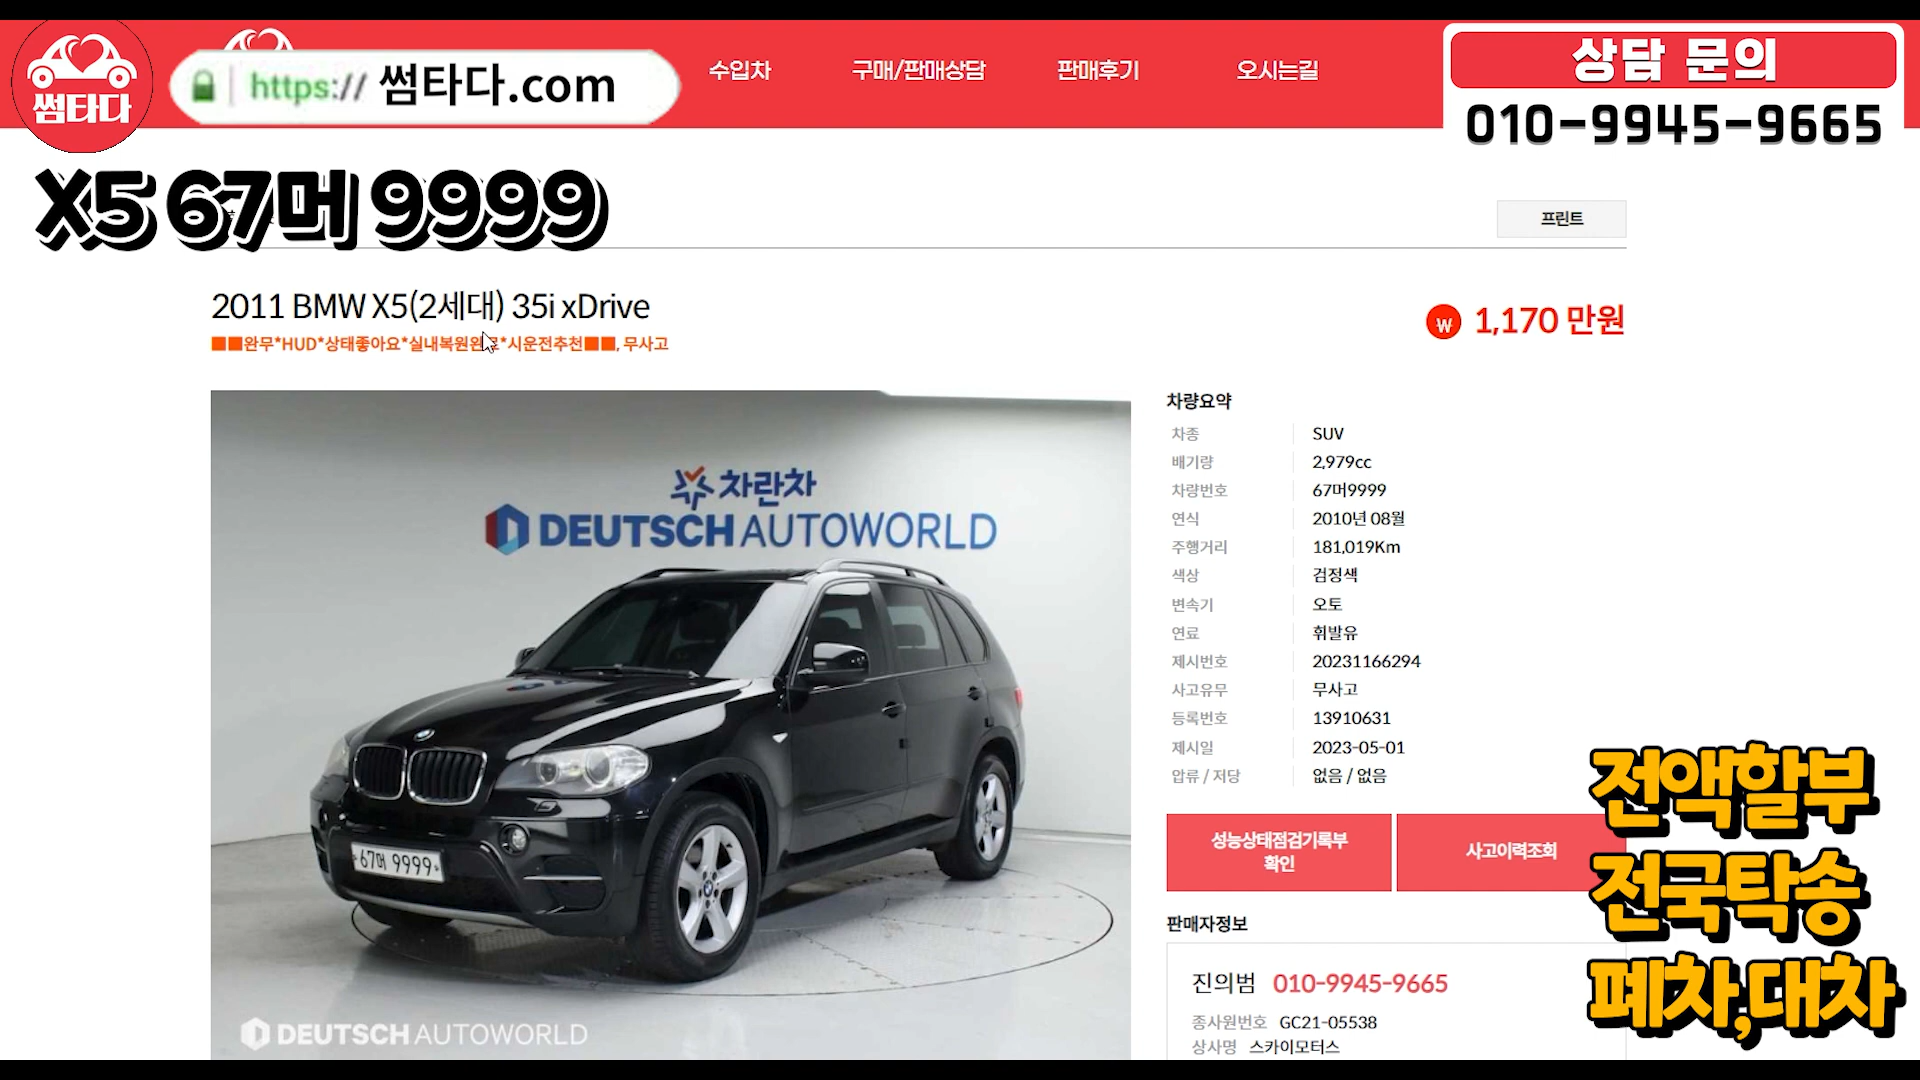 썸타다
https:// 썸타다.com
수입차
구매/판매상담
판매후기
오시는길
상담 문의
010-9945-9665
X5 67머 9999
프린트
2011 BMW X5(2세대) 35i xDrive
■■완무*HUD*상태좋아요*실내복원완료*시운전추천■■, 무사고
₩ 1,170 만원
차란차
DEUTSCH AUTOWORLD
67머 9999
DEUTSCH AUTOWORLD
차량요약
차종 SUV
배기량 2,979cc
차량번호 67머9999
연식 2010년 08월
주행거리 181,019Km
색상 검정색
변속기 오토
연료 휘발유
제시번호 20231166294
사고유무 무사고
등록번호 13910631
제시일 2023-05-01
압류 / 저당 없음 / 없음
성능상태점검기록부
확인
사고이력조회
판매자정보
진의범 010-9945-9665
종사원번호 GC21-05538
상사명 스카이모터스
전액할부
전국탁송
폐차,대차